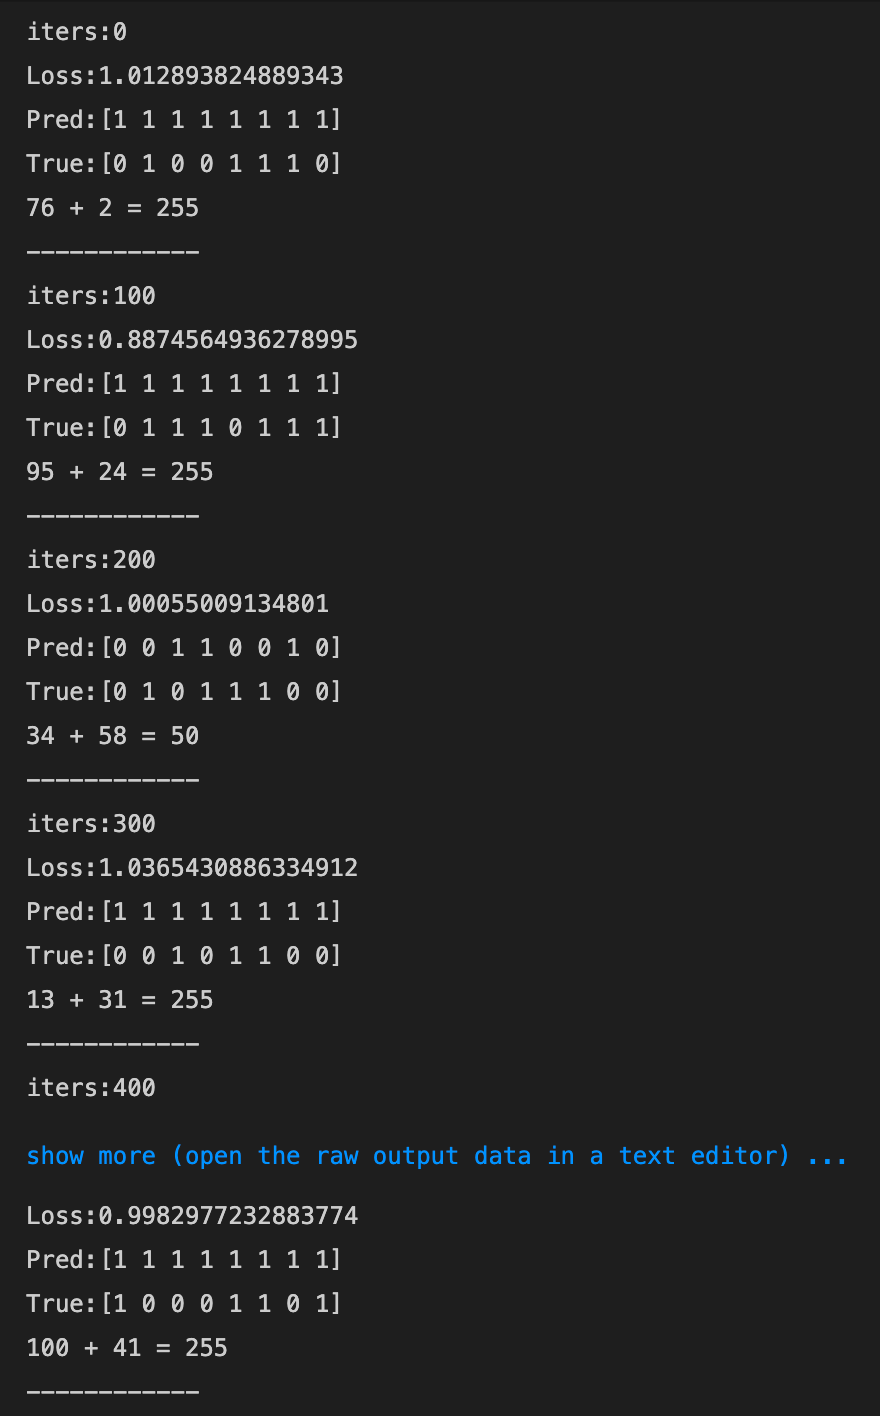 iters:0
Loss:1.012893824889343
Pred:[1 1 1 1 1 1 1 1]
True:[0 1 0 0 1 1 1 0]
76 + 2 = 255
------------
iters:100
Loss:0.8874564936278995
Pred:[1 1 1 1 1 1 1 1]
True:[0 1 1 1 0 1 1 1]
95 + 24 = 255
------------
iters:200
Loss:1.00055009134801
Pred:[0 0 1 1 0 0 1 0]
True:[0 1 0 1 1 1 0 0]
34 + 58 = 50
------------
iters:300
Loss:1.0365430886334912
Pred:[1 1 1 1 1 1 1 1]
True:[0 0 1 0 1 1 0 0]
13 + 31 = 255
------------
iters:400
show more (open the raw output data in a text editor) ...
Loss:0.9982977232883774
Pred:[1 1 1 1 1 1 1 1]
True:[1 0 0 0 1 1 0 1]
100 + 41 = 255
------------